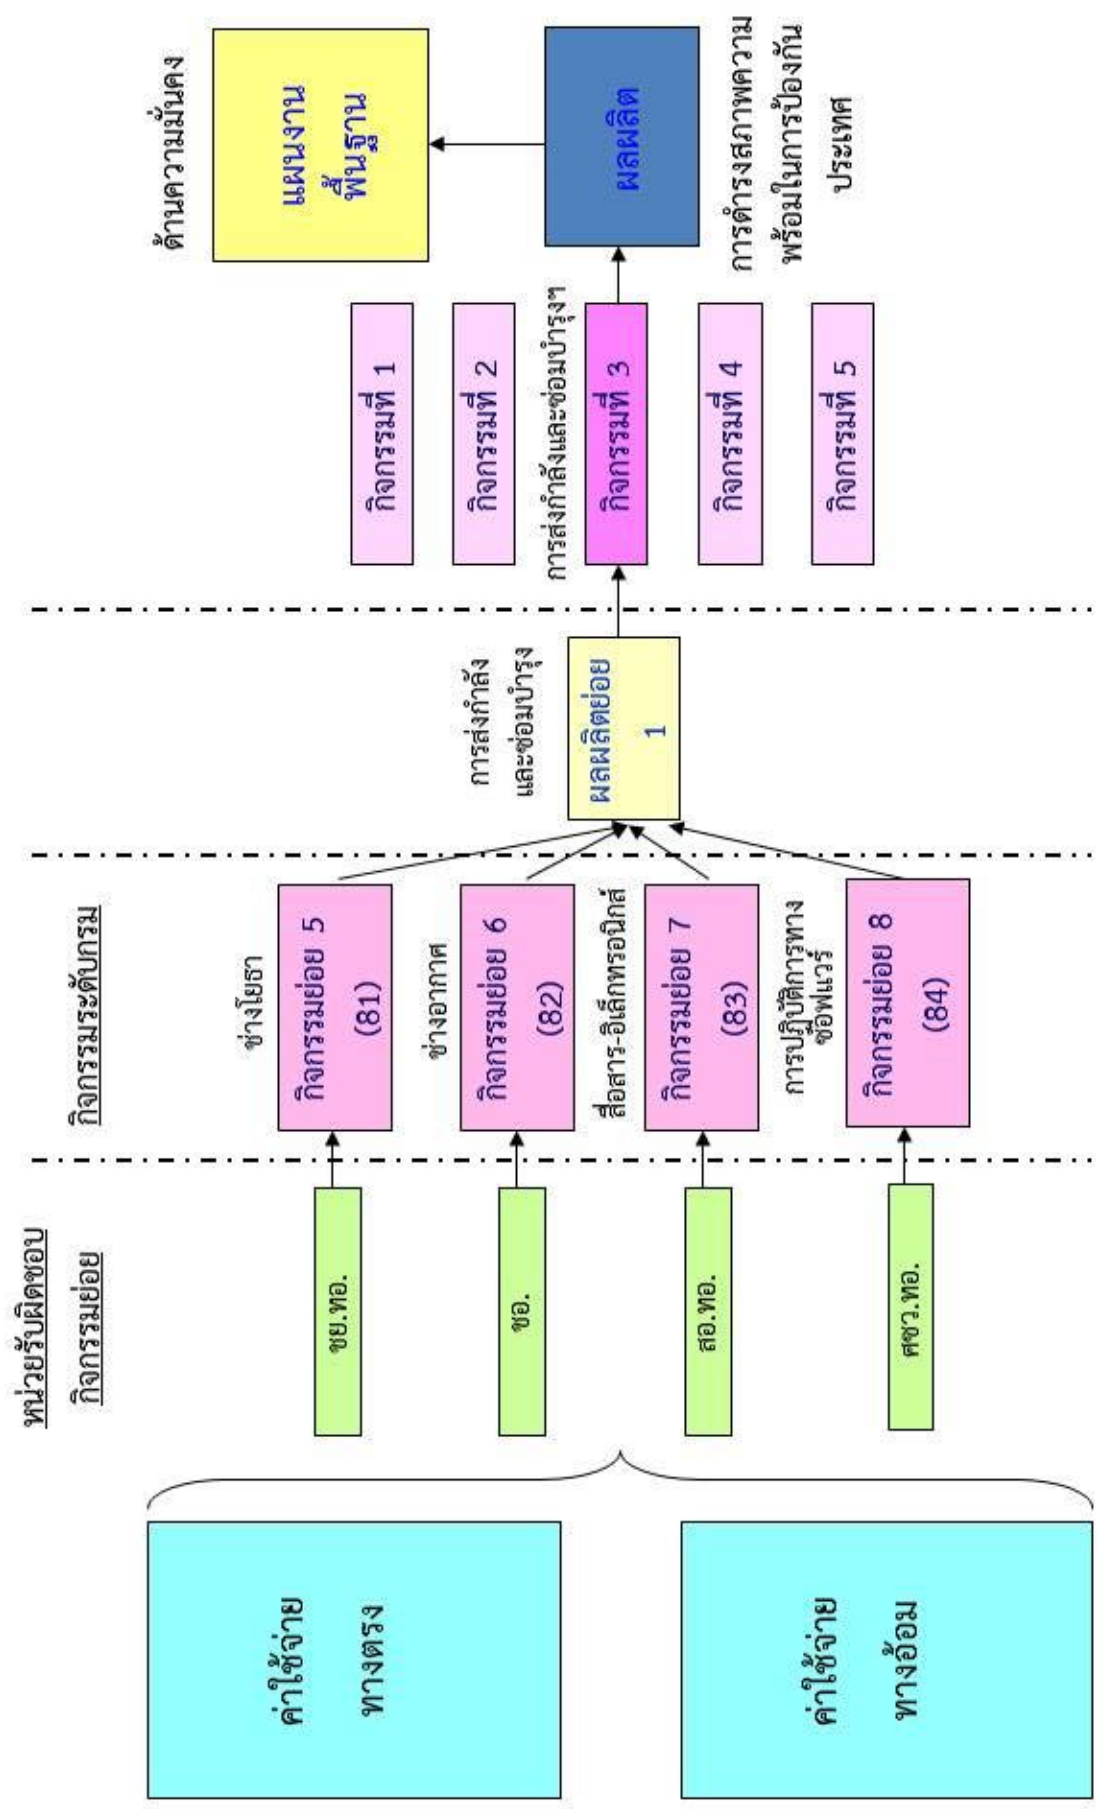 ค่าใช้จ่าย
ทางตรง
ค่าใช้จ่าย
ทางอ้อม
หน่วยรับผิดชอบ
กิจกรรมย่อย
ชย.ทอ.
ชอ.
สอ.ทอ.
ศซว.ทอ.
กิจกรรมระดับกรม
ช่างโยธา
กิจกรรมย่อย 5
(81)
ช่างอากาศ
กิจกรรมย่อย 6
(82)
สื่อสาร-อิเล็กทรอนิกส์
กิจกรรมย่อย 7
(83)
การปฏิบัติการทาง
ซอฟแวร์
กิจกรรมย่อย 8
(84)
การส่งกำลัง
และซ่อมบำรุง
ผลผลิตย่อย
1
กิจกรรมที่ 1
กิจกรรมที่ 2
การส่งกำลังและซ่อมบำรุงฯ
กิจกรรมที่ 3
กิจกรรมที่ 4
กิจกรรมที่ 5
ด้านความมั่นคง
แผนงาน
พื้นฐาน
ผลผลิต
การดำรงสภาพความ
พร้อมในการป้องกัน
ประเทศ